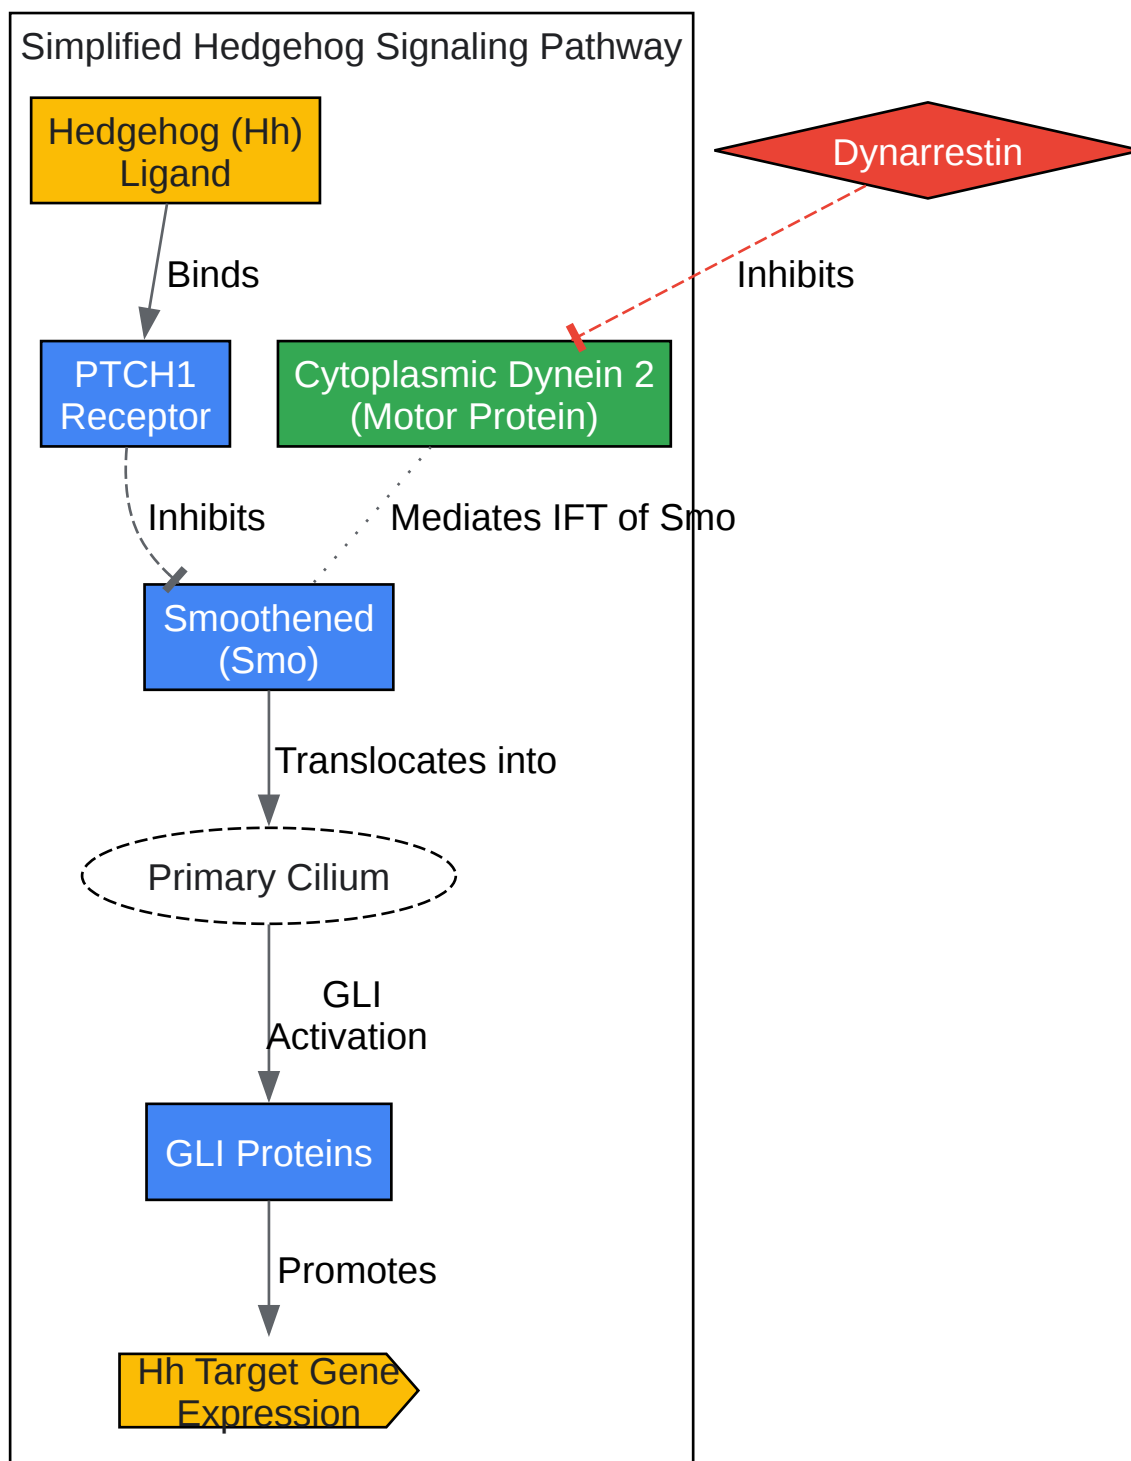 Simplified Hedgehog Signaling Pathway
Hedgehog (Hh)
Ligand
Dynarrestin
Binds
Inhibits
PTCH1
Receptor
Cytoplasmic Dynein 2
(Motor Protein)
Inhibits
Mediates IFT of Smo
Smoothened
(Smo)
Translocates into
Primary Cilium
GLI
Activation
GLI Proteins
Promotes
Hh Target Gene
Expression